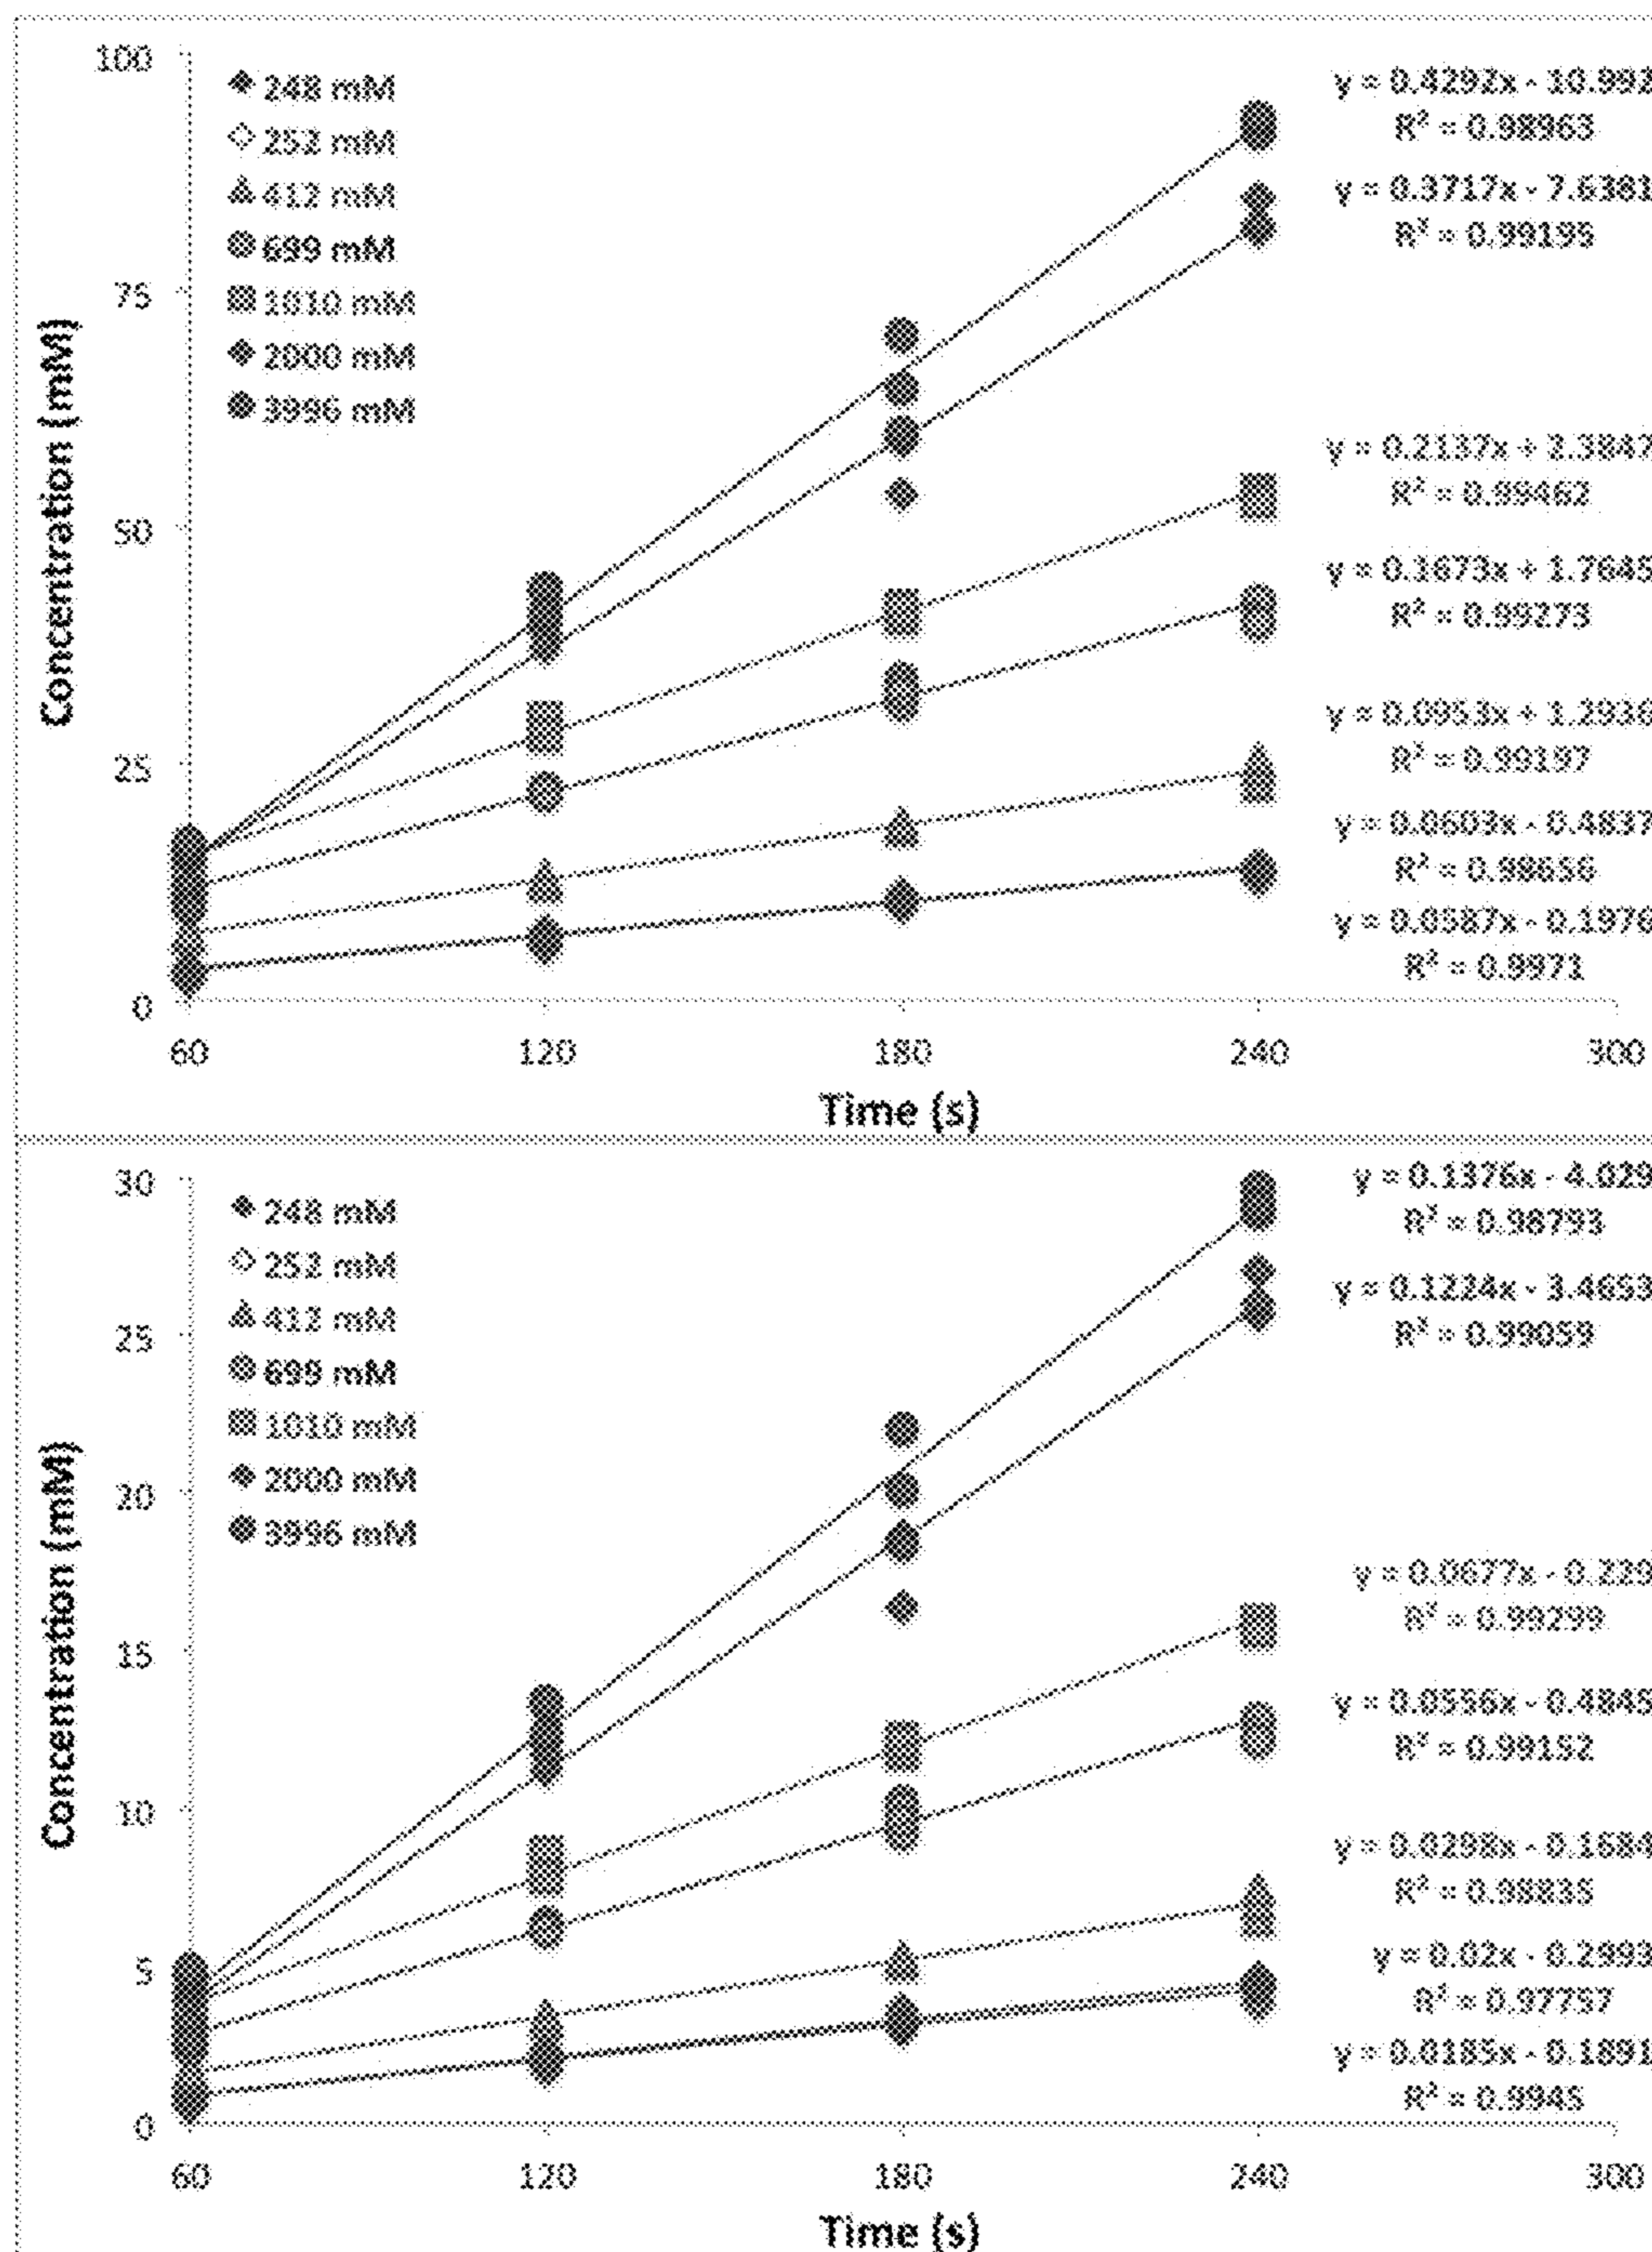 100
75
50
25
0
Concentration (mM)
248 mM
252 mM
412 mM
699 mM
1010 mM
2000 mM
3996 mM
y = 0.4292x - 10.992
R² = 0.98963
y = 0.3717x - 7.6381
R² = 0.99195
y = 0.2137x + 2.3847
R² = 0.99462
y = 0.1673x + 1.7645
R² = 0.99273
y = 0.0953x + 1.2936
R² = 0.99197
y = 0.0603x - 0.4837
R² = 0.98656
y = 0.0587x - 0.1976
R² = 0.9971
60 120 180 240 300
Time (s)
30
25
20
15
10
5
0
Concentration (mM)
248 mM
252 mM
412 mM
699 mM
1010 mM
2000 mM
3996 mM
y = 0.1376x - 4.029
R² = 0.98793
y = 0.1224x - 3.4653
R² = 0.99059
y = 0.0677x - 0.229
R² = 0.99299
y = 0.0556x - 0.4845
R² = 0.99152
y = 0.0298x - 0.1684
R² = 0.98835
y = 0.02x - 0.2993
R² = 0.97757
y = 0.0185x - 0.1891
R² = 0.9945
60 120 180 240 300
Time (s)